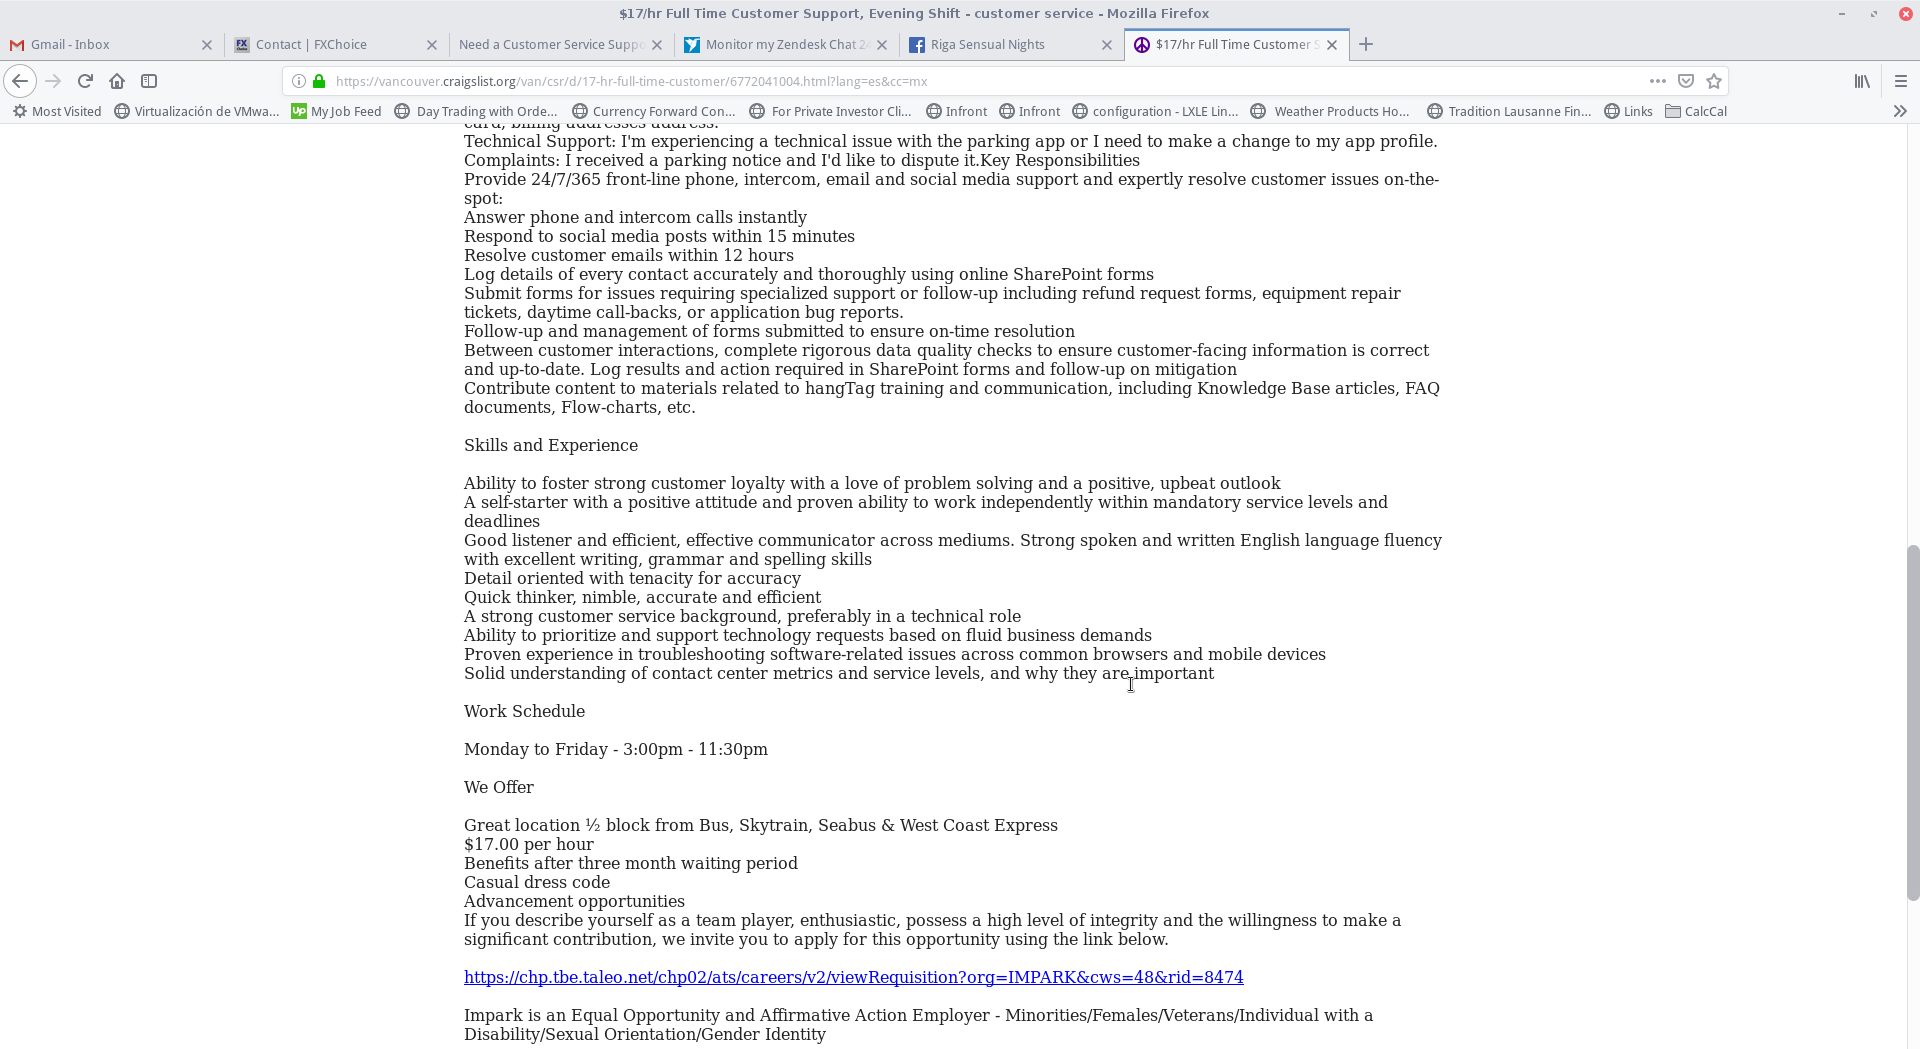 $17/hr Full Time Customer Support, Evening Shift - customer service - Mozilla Firefox
Gmail - Inbox
Contact | FXChoice
Need a Customer Service Suppo
Monitor my Zendesk Chat 24
Riga Sensual Nights
$17/hr Full Time Customer S
https://vancouver.craigslist.org/van/csr/d/17-hr-full-time-customer/6772041004.html?lang=es&cc=mx
Most Visited
Virtualización de VMwa...
My Job Feed
Day Trading with Orde...
Currency Forward Con...
For Private Investor Cli...
Infront
Infront
configuration - LXLE Lin...
Weather Products Ho...
Tradition Lausanne Fin...
Links
CalcCal
card, billing addresses address.
Technical Support: I'm experiencing a technical issue with the parking app or I need to make a change to my app profile.
Complaints: I received a parking notice and I'd like to dispute it.Key Responsibilities
Provide 24/7/365 front-line phone, intercom, email and social media support and expertly resolve customer issues on-the-
spot:
Answer phone and intercom calls instantly
Respond to social media posts within 15 minutes
Resolve customer emails within 12 hours
Log details of every contact accurately and thoroughly using online SharePoint forms
Submit forms for issues requiring specialized support or follow-up including refund request forms, equipment repair
tickets, daytime call-backs, or application bug reports.
Follow-up and management of forms submitted to ensure on-time resolution
Between customer interactions, complete rigorous data quality checks to ensure customer-facing information is correct
and up-to-date. Log results and action required in SharePoint forms and follow-up on mitigation
Contribute content to materials related to hangTag training and communication, including Knowledge Base articles, FAQ
documents, Flow-charts, etc.
Skills and Experience
Ability to foster strong customer loyalty with a love of problem solving and a positive, upbeat outlook
A self-starter with a positive attitude and proven ability to work independently within mandatory service levels and
deadlines
Good listener and efficient, effective communicator across mediums. Strong spoken and written English language fluency
with excellent writing, grammar and spelling skills
Detail oriented with tenacity for accuracy
Quick thinker, nimble, accurate and efficient
A strong customer service background, preferably in a technical role
Ability to prioritize and support technology requests based on fluid business demands
Proven experience in troubleshooting software-related issues across common browsers and mobile devices
Solid understanding of contact center metrics and service levels, and why they are important
Work Schedule
Monday to Friday - 3:00pm - 11:30pm
We Offer
Great location ½ block from Bus, Skytrain, Seabus & West Coast Express
$17.00 per hour
Benefits after three month waiting period
Casual dress code
Advancement opportunities
If you describe yourself as a team player, enthusiastic, possess a high level of integrity and the willingness to make a
significant contribution, we invite you to apply for this opportunity using the link below.
https://chp.tbe.taleo.net/chp02/ats/careers/v2/viewRequisition?org=IMPARK&cws=48&rid=8474
Impark is an Equal Opportunity and Affirmative Action Employer - Minorities/Females/Veterans/Individual with a
Disability/Sexual Orientation/Gender Identity